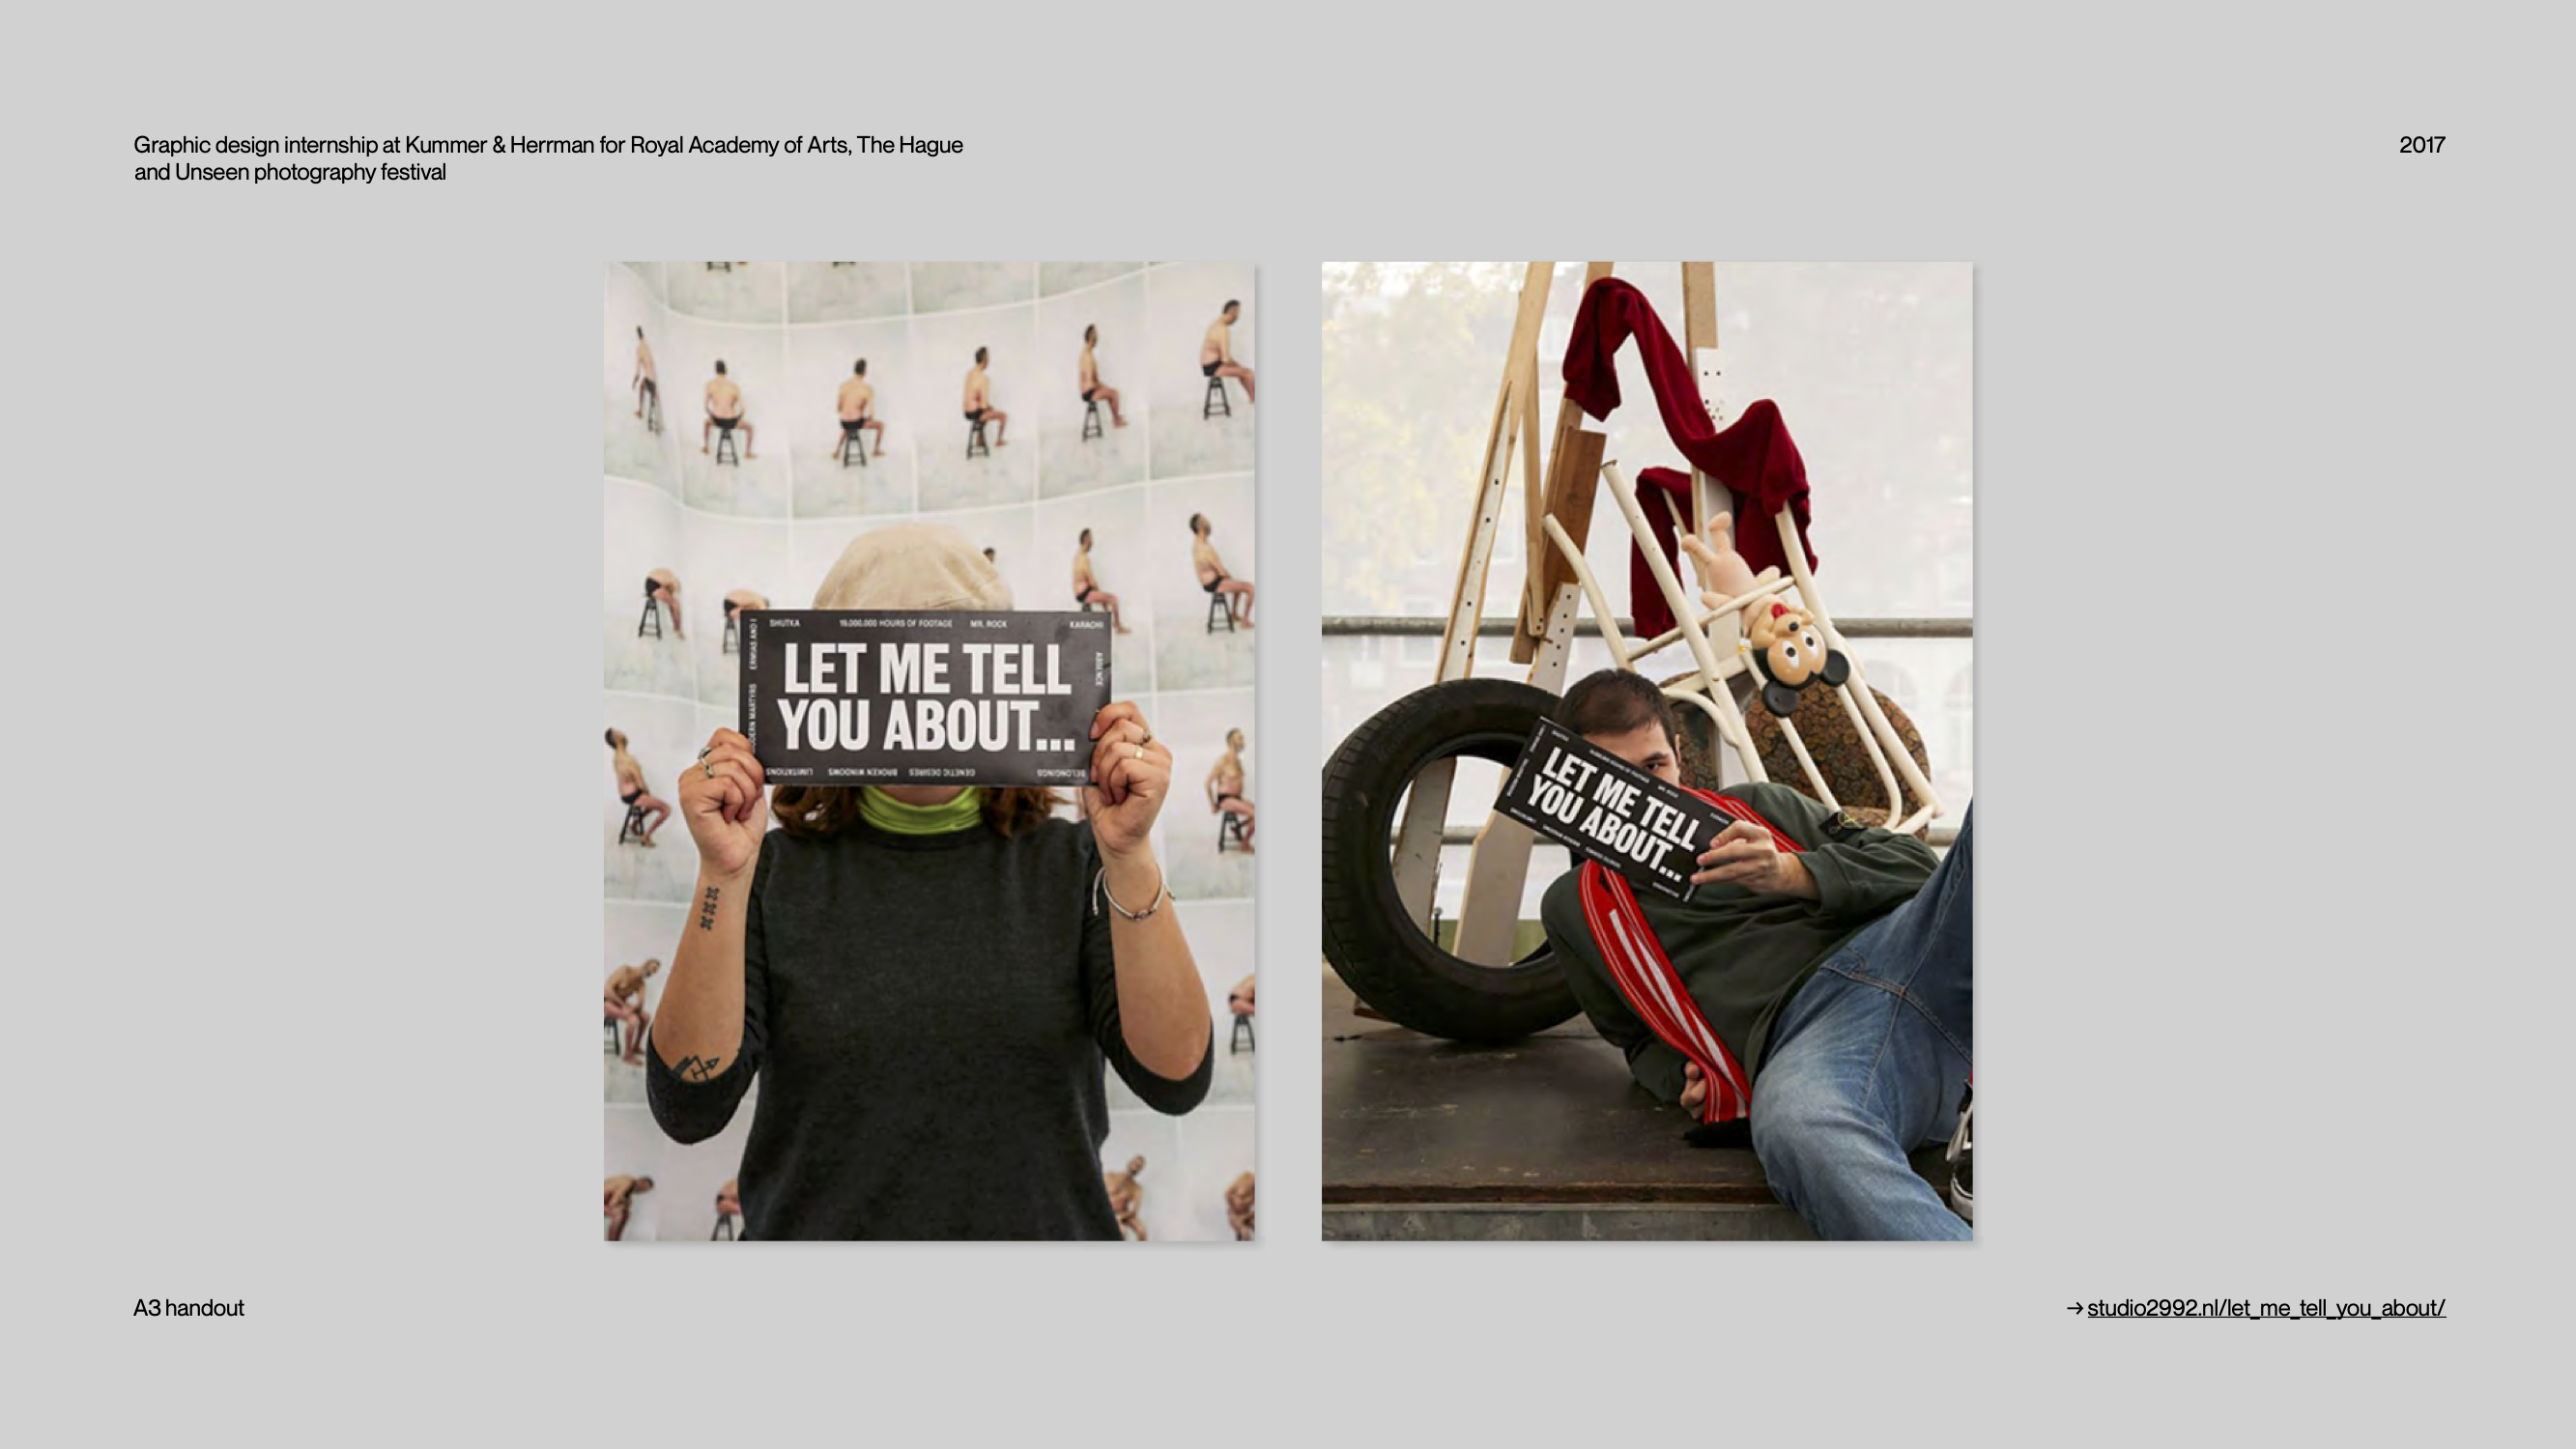 Graphic design internship at Kummer & Herrman for Royal Academy of Arts, The Hague
and Unseen photography festival
2017
SHUTKA 19.000.000 HOURS OF FOOTAGE MR. ROCK KARACHI
ERMIAS AND I
MODERN MARTYRS
LET ME TELL
YOU ABOUT...
ABSENCE
LIMITATIONS BROKEN WINDOWS GENETIC DESIRES BELONGINGS
LET ME TELL
YOU ABOUT...
A3 handout
→ studio2992.nl/let_me_tell_you_about/